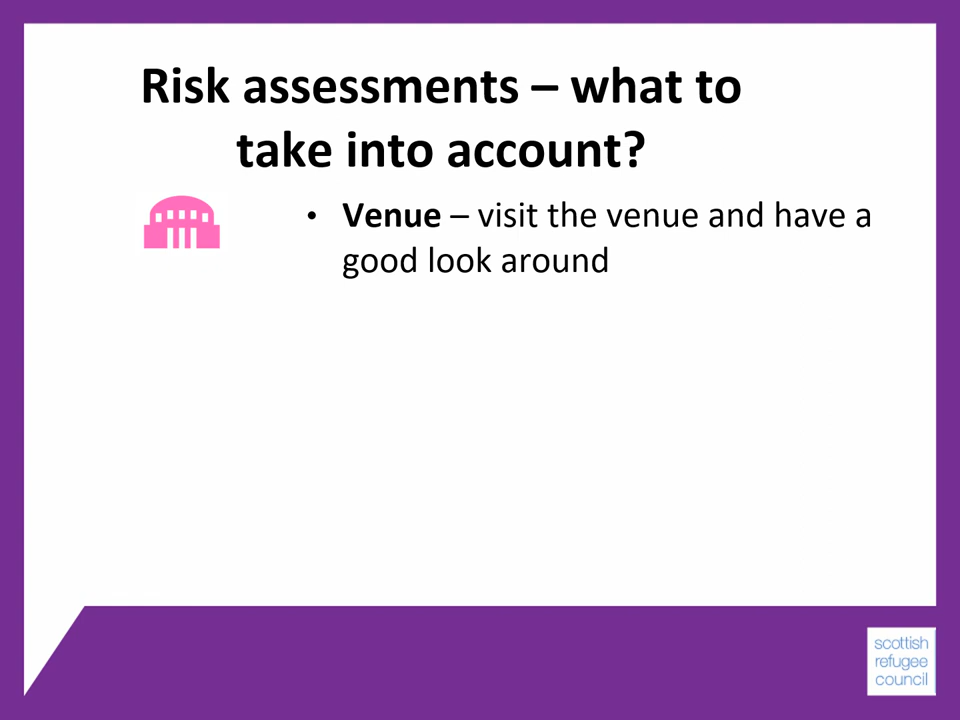 Risk assessments – what to
take into account?
• Venue – visit the venue and have a
good look around
scottish
refugee
council